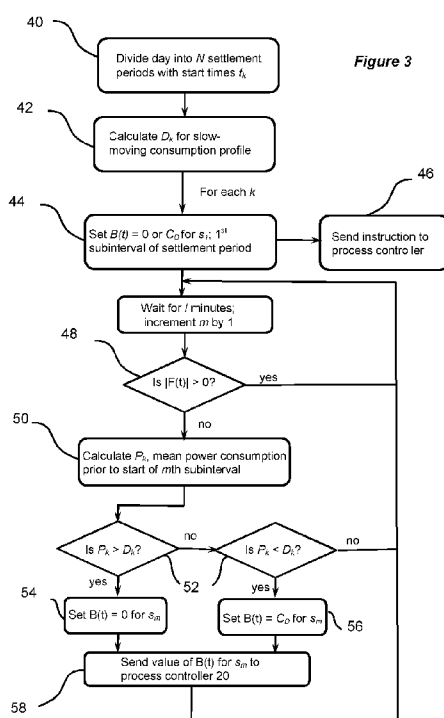 40
Divide day into N settlement
periods with start times tk
Figure 3
42
Calculate Dk for slow-
moving consumption profile
For each k
46
44
Set B(t) = 0 or C0 for s1; 1st
subinterval of settlement period
Send instruction to
process controler
Wait for l minutes;
increment m by 1
48
Is |F(t)| > 0?
yes
no
50
Calculate Pk, mean power consumption
prior to start of mth subinterval
Is Pk > Dk?
no
Is Pk < Dk?
no
52
yes
yes
54
Set B(t) = 0 for sm
Set B(t) = C0 for sm
56
Send value of B(t) for sm to
process controller 20
58